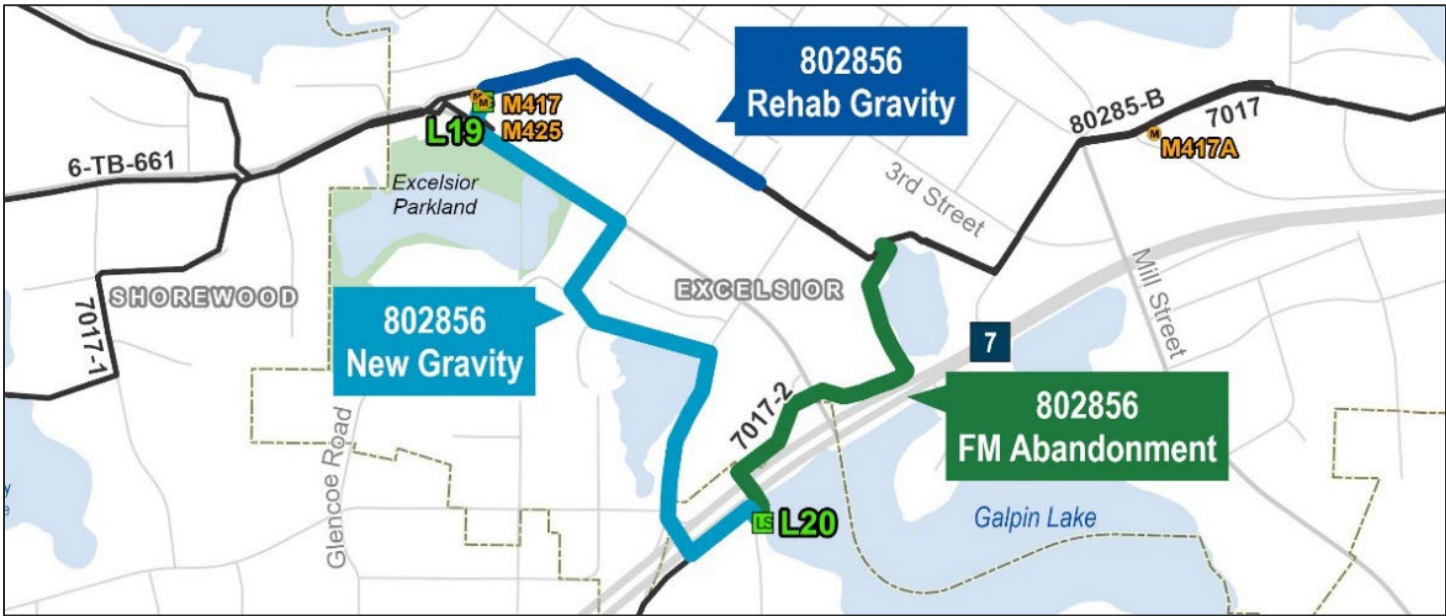 802856
Rehab Gravity
80285-B
7017
M417
M425
L19
M417A
6-TB-661
Excelsior
Parkland
3rd Street
SHOREWOOD
EXCELSIOR
Mill Street
7017-1
802856
New Gravity
7
7017-2
802856
FM Abandonment
Glencoe Road
LS
L20
Galpin Lake